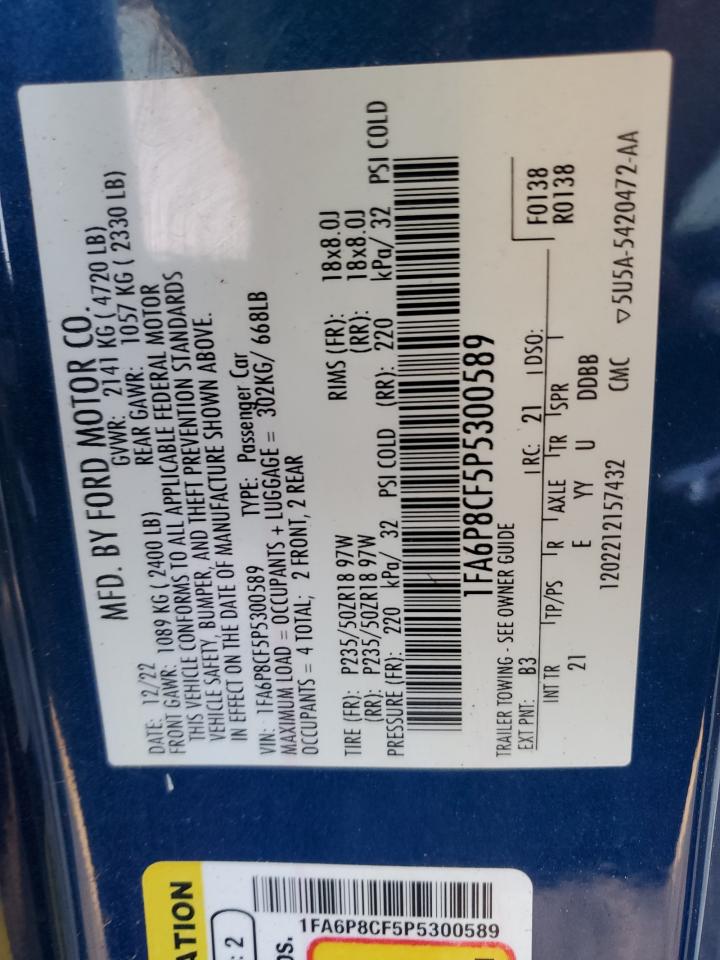 MFD. BY FORD MOTOR CO.
DATE: 12/22 GVWR: 2141 KG ( 4720 LB)
FRONT GAWR: 1089 KG ( 2400 LB) REAR GAWR: 1057 KG ( 2330 LB)
THIS VEHICLE CONFORMS TO ALL APPLICABLE FEDERAL MOTOR
VEHICLE SAFETY, BUMPER, AND THEFT PREVENTION STANDARDS
IN EFFECT ON THE DATE OF MANUFACTURE SHOWN ABOVE.
VIN: 1FA6P8CF5P5300589 TYPE: Passenger Car
MAXIMUM LOAD = OCCUPANTS + LUGGAGE = 302KG/ 668LB
OCCUPANTS = 4 TOTAL; 2 FRONT, 2 REAR
TIRE (FR): P235/50ZR18 97W RIMS (FR): 18x8.0J
(RR): P235/50ZR18 97W (RR): 18x8.0J
PRESSURE (FR): 220 kPa/ 32 PSI COLD (RR): 220 kPa/ 32 PSI COLD
1FA6P8CF5P5300589
TRAILER TOWING - SEE OWNER GUIDE
EXT PNT: B3 RC: 21 DSO: F0138
INT TR TP/PS R AXLE TR SPR R0138
21 E YY U DDBB
1202212157432 CMC ▽5U5A-5420472-AA
ATION
: 2
1FA6P8CF5P5300589
OS.